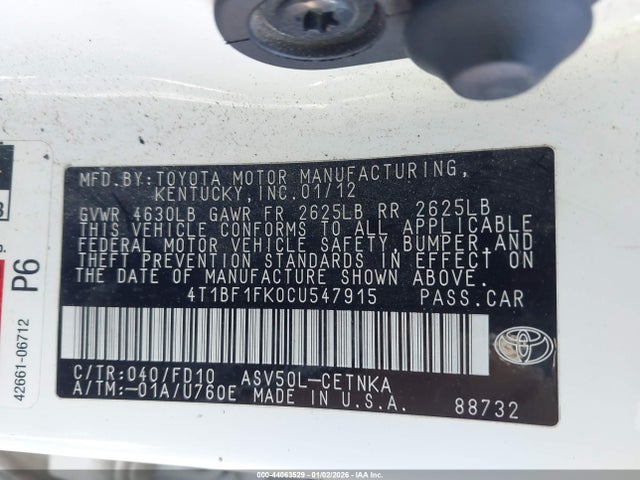 MFD.BY:TOYOTA MOTOR MANUFACTURING,
KENTUCKY,INC.01/12
GVWR 4630LB GAWR FR 2625LB RR 2625LB
THIS VEHICLE CONFORMS TO ALL APPLICABLE
FEDERAL MOTOR VEHICLE SAFETY,BUMPER,AND
THEFT PREVENTION STANDARDS IN EFFECT ON
THE DATE OF MANUFACTURE SHOWN ABOVE.
4T1BF1FK0CU547915 PASS.CAR
C/TR:040/FD10 ASV50L-CETNKA
A/TM:-01A/U760E MADE IN U.S.A. 88732
P6
42661-06712
000 -44063529 - 01/02/2026 - IAA Inc.